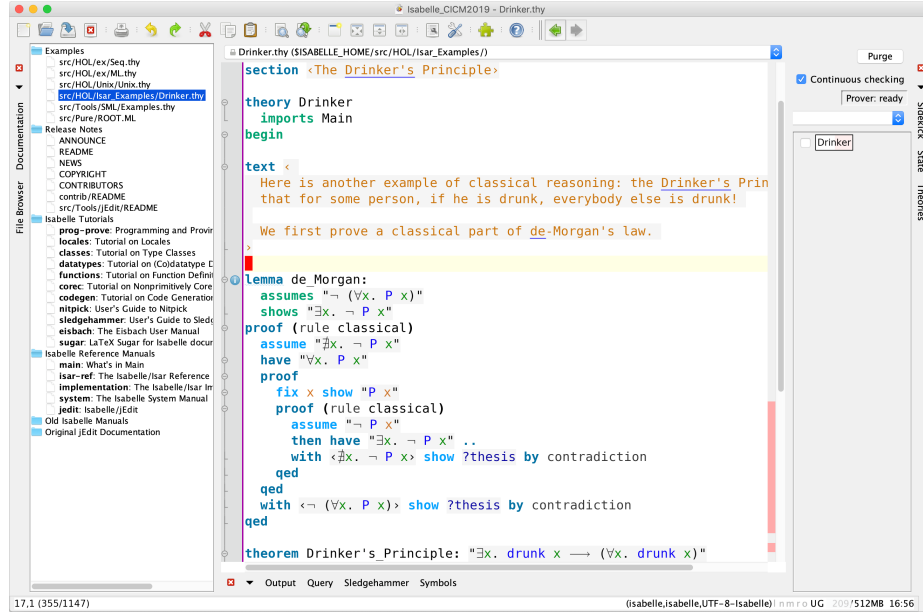 Isabelle_CICM2019 - Drinker.thy
Examples
src/HOL/ex/Seq.thy
src/HOL/ex/ML.thy
src/HOL/Unix/Unix.thy
src/HOL/Isar_Examples/Drinker.thy
src/Tools/SML/Examples.thy
src/Pure/ROOT.ML
Release Notes
ANNOUNCE
README
NEWS
COPYRIGHT
CONTRIBUTORS
contrib/README
src/Tools/jEdit/README
Isabelle Tutorials
prog-prove: Programming and Provin
locales: Tutorial on Locales
classes: Tutorial on Type Classes
datatypes: Tutorial on (Co)datatype D
functions: Tutorial on Function Definit
corec: Tutorial on Nonprimitively Core
codegen: Tutorial on Code Generation
nitpick: User's Guide to Nitpick
sledgehammer: User's Guide to Sledg
eisbach: The Eisbach User Manual
sugar: LaTeX Sugar for Isabelle docur
Isabelle Reference Manuals
main: What's in Main
isar-ref: The Isabelle/Isar Reference
implementation: The Isabelle/Isar Im
system: The Isabelle System Manual
jedit: Isabelle/jEdit
Old Isabelle Manuals
Original jEdit Documentation
Documentation
File Browser
Drinker.thy ($ISABELLE_HOME/src/HOL/Isar_Examples/)
section ‹The Drinker's Principle›
theory Drinker
imports Main
begin
text ‹
Here is another example of classical reasoning: the Drinker's Prin
that for some person, if he is drunk, everybody else is drunk!
We first prove a classical part of de-Morgan's law.
›
lemma de_Morgan:
assumes "¬ (∀x. P x)"
shows "∃x. ¬ P x"
proof (rule classical)
assume "∄x. ¬ P x"
have "∀x. P x"
proof
fix x show "P x"
proof (rule classical)
assume "¬ P x"
then have "∃x. ¬ P x" ..
with ‹∄x. ¬ P x› show ?thesis by contradiction
qed
qed
with ‹¬ (∀x. P x)› show ?thesis by contradiction
qed
theorem Drinker's_Principle: "∃x. drunk x ⟶ (∀x. drunk x)"
Purge
Continuous checking
Prover: ready
Drinker
Sidekick
State
Theories
Output Query Sledgehammer Symbols
17,1 (355/1147)
(isabelle,isabelle,UTF-8-Isabelle) n m r o UG 209/512MB 16:56